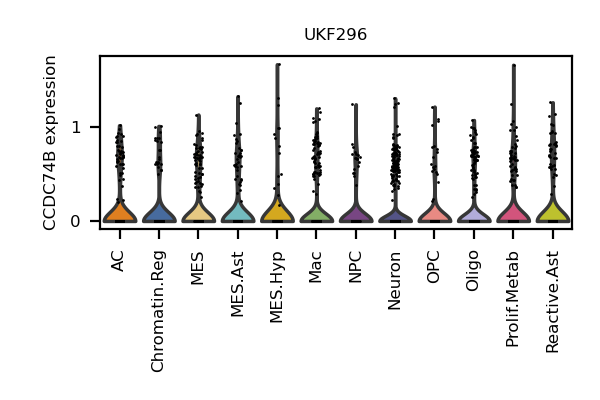 UKF296
CCDC74B expression
1
0
AC
Chromatin.Reg
MES
MES.Ast
MES.Hyp
Mac
NPC
Neuron
OPC
Oligo
Prolif.Metab
Reactive.Ast